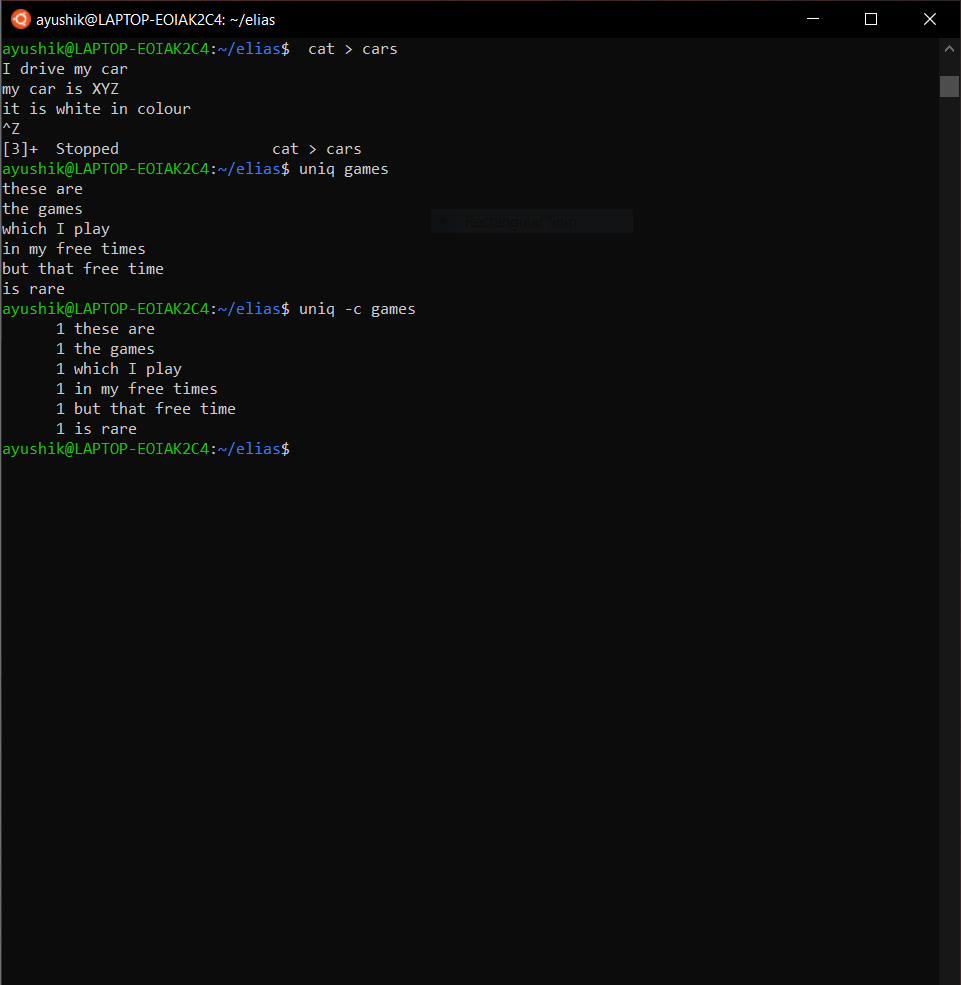 ayushik@LAPTOP-EOIAK2C4: ~/elias
ayushik@LAPTOP-EOIAK2C4:~/elias$  cat > cars
I drive my car
my car is XYZ
it is white in colour
^Z
[3]+  Stopped                 cat > cars
ayushik@LAPTOP-EOIAK2C4:~/elias$ uniq games
these are
the games
which I play
in my free times
but that free time
is rare
ayushik@LAPTOP-EOIAK2C4:~/elias$ uniq -c games
      1 these are
      1 the games
      1 which I play
      1 in my free times
      1 but that free time
      1 is rare
ayushik@LAPTOP-EOIAK2C4:~/elias$
Rectangular Snip